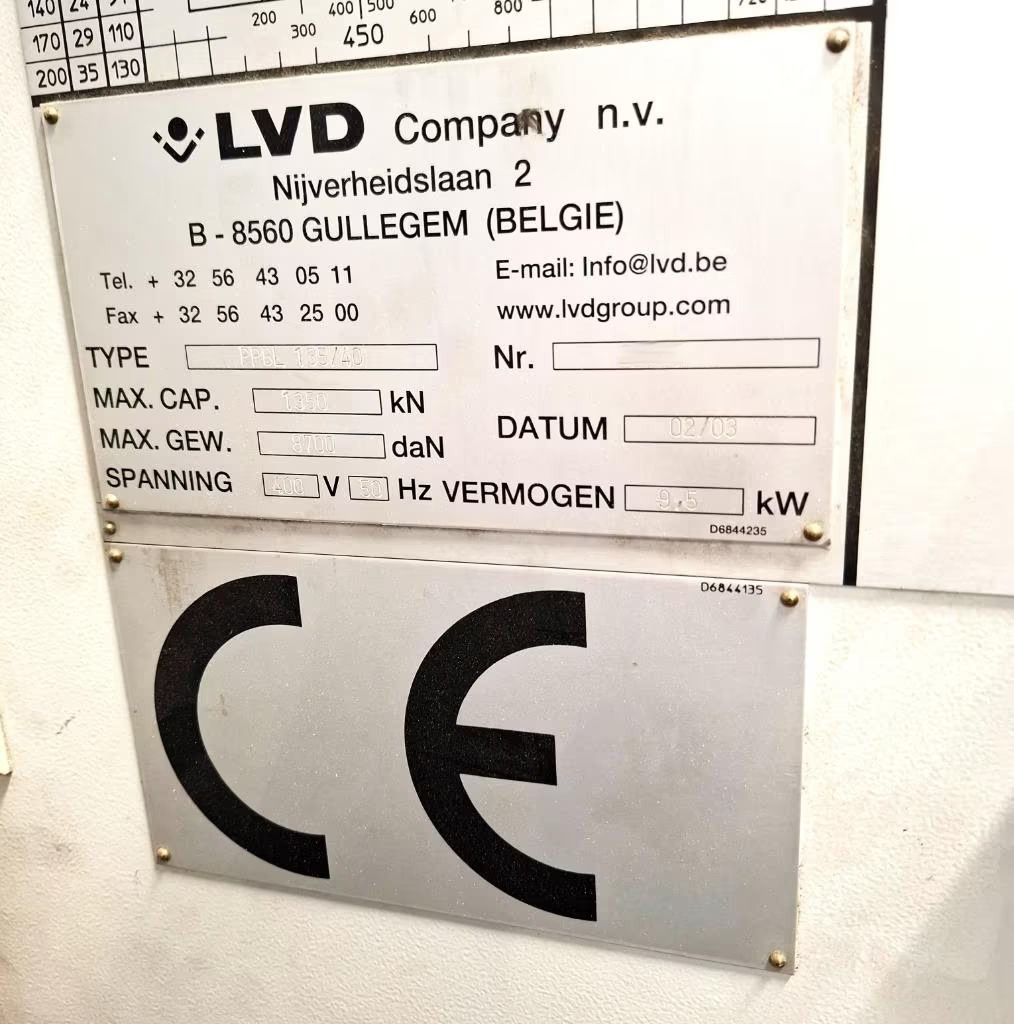 140 24
200 400 500 600 800
170 29 110
300 450
200 35 130
LVD Company n.v.
Nijverheidslaan 2
B - 8560 GULLEGEM (BELGIE)
Tel. + 32 56 43 05 11
E-mail: Info@lvd.be
Fax + 32 56 43 25 00
www.lvdgroup.com
TYPE PPBL 135/40
Nr.
MAX. CAP. 1350 kN
MAX. GEW. 8700 daN
DATUM 02/03
SPANNING 400 V 50 Hz VERMOGEN 9,5 kW
D6844235
D6844135
CE